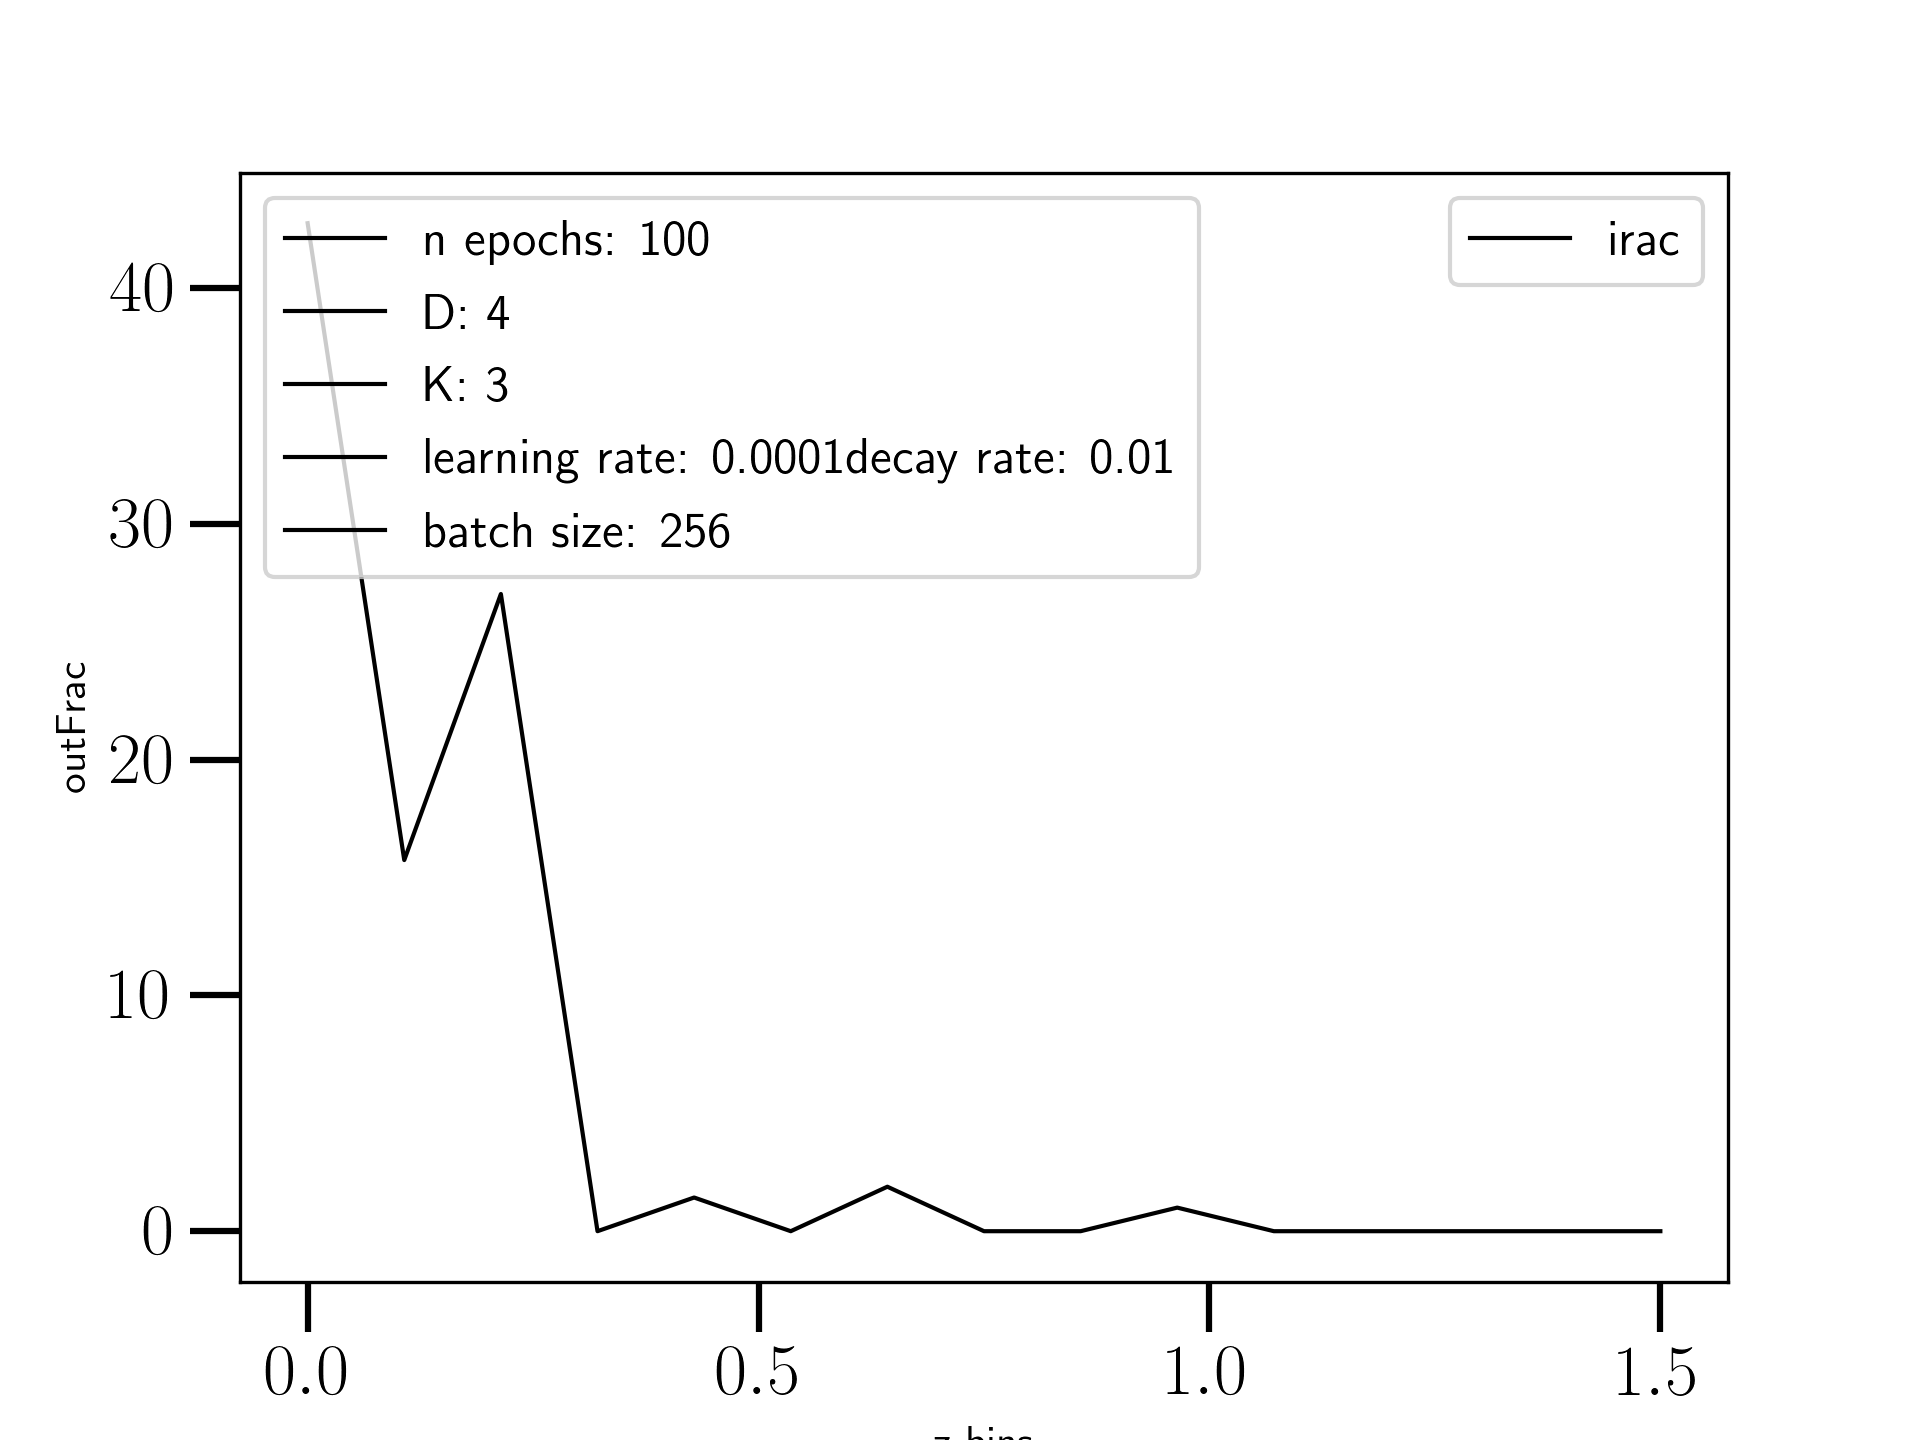 n epochs: 100
D: 4
K: 3
learning rate: 0.0001decay rate: 0.01
batch size: 256
irac
40
30
20
10
0
outFrac
0.0 0.5 1.0 1.5
z bins